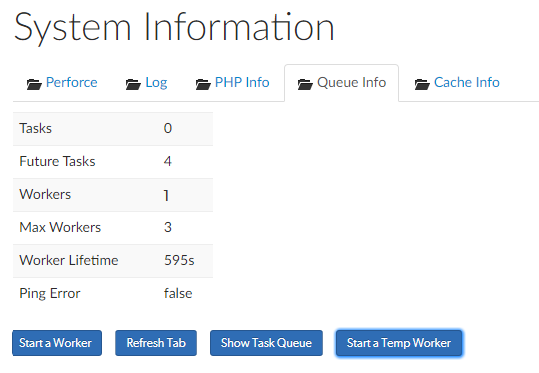 System Information
Perforce Log PHP Info Queue Info Cache Info
Tasks 0
Future Tasks 4
Workers 1
Max Workers 3
Worker Lifetime 595s
Ping Error false
Start a Worker Refresh Tab Show Task Queue Start a Temp Worker